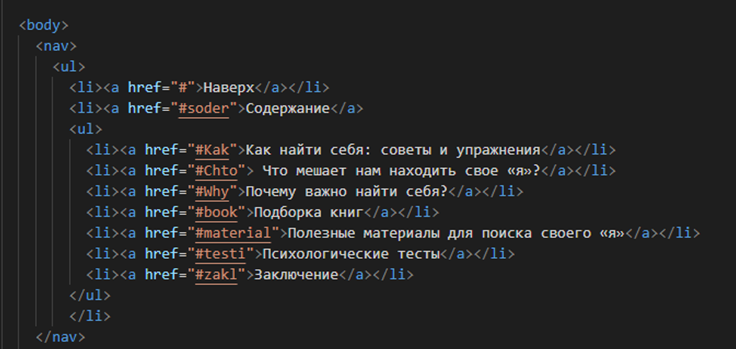 <body>
<nav>
<ul>
<li><a href="#">Наверх</a></li>
<li><a href="#soder">Содержание</a>
<ul>
<li><a href="#Kak">Как найти себя: советы и упражнения</a></li>
<li><a href="#Chto"> Что мешает нам находить свое «я»?</a></li>
<li><a href="#Why">Почему важно найти себя?</a></li>
<li><a href="#book">Подборка книг</a></li>
<li><a href="#material">Полезные материалы для поиска своего «я»</a></li>
<li><a href="#testi">Психологические тесты</a></li>
<li><a href="#zakl">Заключение</a></li>
</ul>
</li>
</nav>